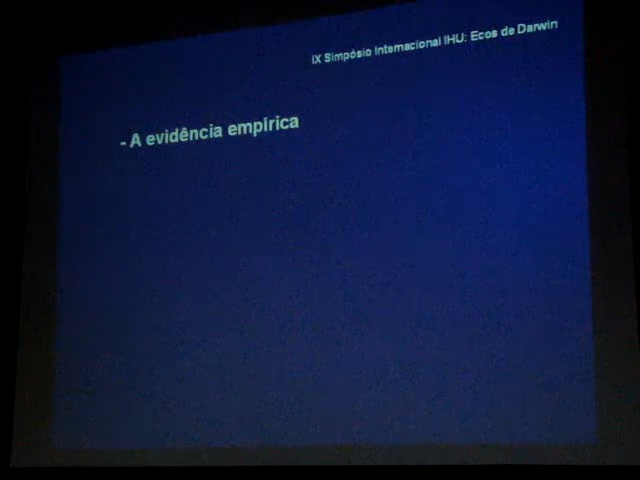 IX Simpósio Internacional IHU: Ecos de Darwin
- A evidência empírica